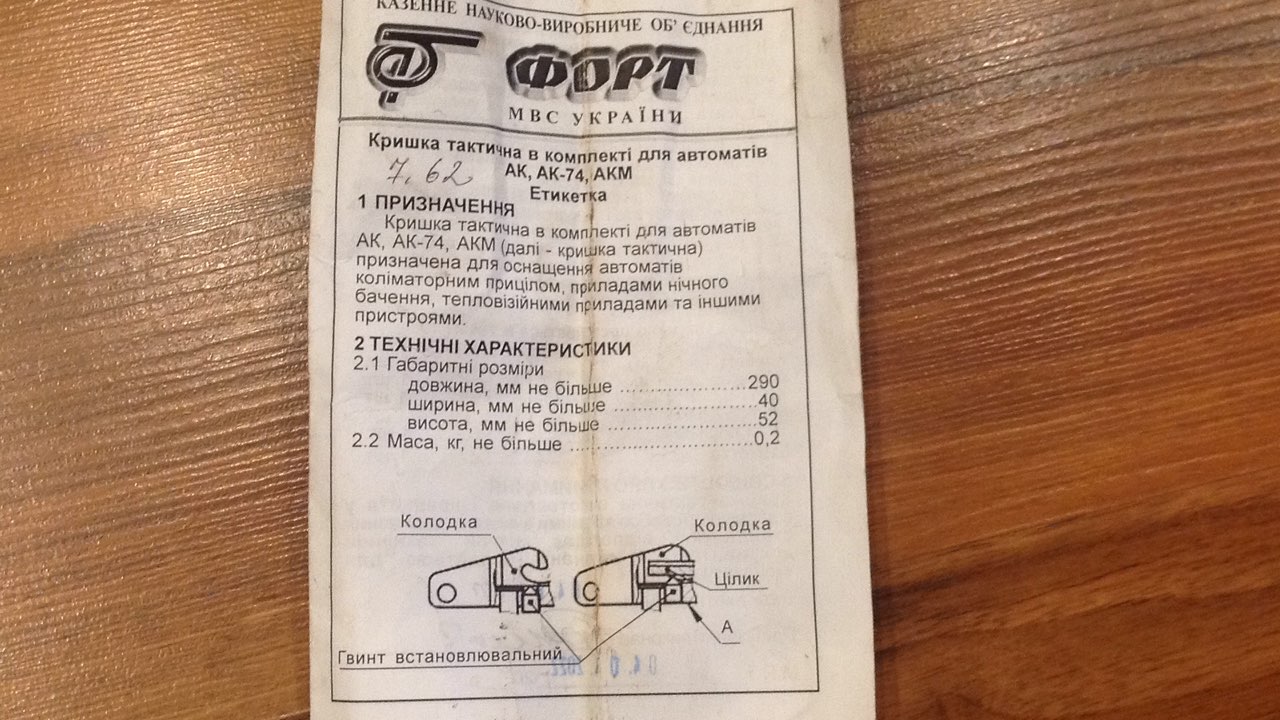 КАЗЕННЕ НАУКОВО-ВИРОБНИЧЕ ОБ' ЄДНАННЯ
ФОРТ
МВС УКРАЇНИ
Кришка тактична в комплекті для автоматів
7,62 АК, АК-74, АКМ
Етикетка
1 ПРИЗНАЧЕННЯ
Кришка тактична в комплекті для автоматів
АК, АК-74, АКМ (далі - кришка тактична)
призначена для оснащення автоматів
коліматорним прицілом, приладами нічного
бачення, тепловізійними приладами та іншими
пристроями.
2 ТЕХНІЧНІ ХАРАКТЕРИСТИКИ
2.1 Габаритні розміри
довжина, мм не більше ......................290
ширина, мм не більше ........................40
висота, мм не більше .........................52
2.2 Маса, кг, не більше ..............................0,2
Колодка
Колодка
Цілик
А
Гвинт встановлювальний